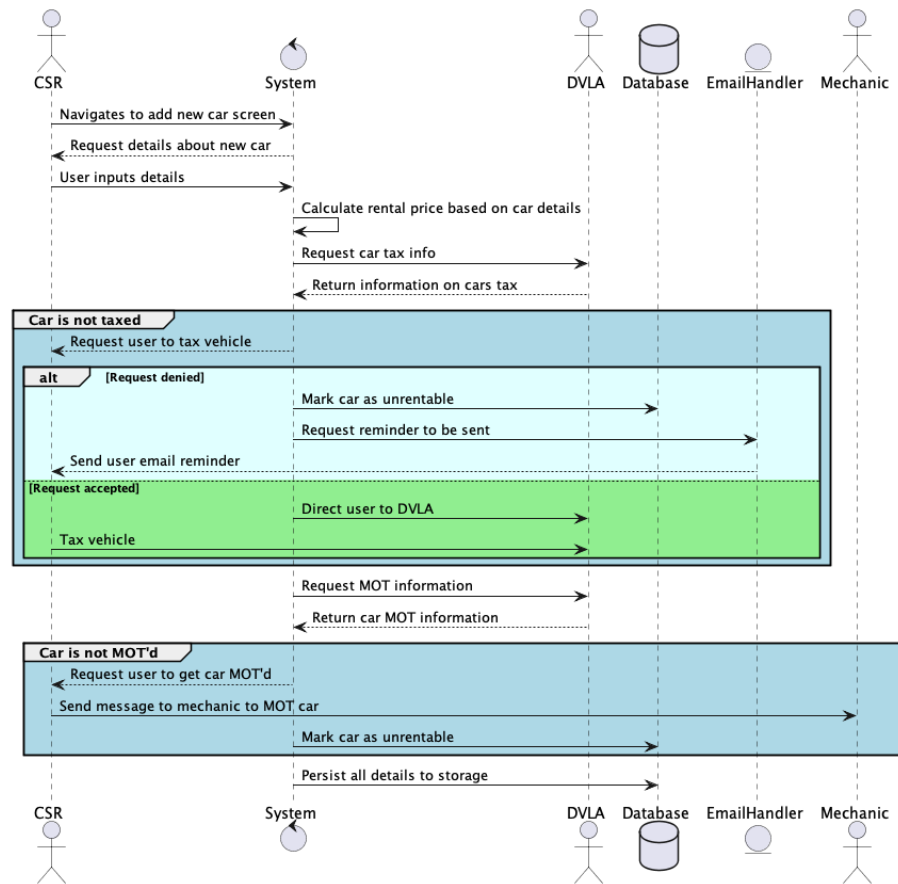 CSR System DVLA Database EmailHandler Mechanic
Navigates to add new car screen
Request details about new car
User inputs details
Calculate rental price based on car details
Request car tax info
Return information on cars tax
Car is not taxed
Request user to tax vehicle
alt [Request denied]
Mark car as unrentable
Request reminder to be sent
Send user email reminder
[Request accepted]
Direct user to DVLA
Tax vehicle
Request MOT information
Return car MOT information
Car is not MOT'd
Request user to get car MOT'd
Send message to mechanic to MOT car
Mark car as unrentable
Persist all details to storage
CSR System DVLA Database EmailHandler Mechanic